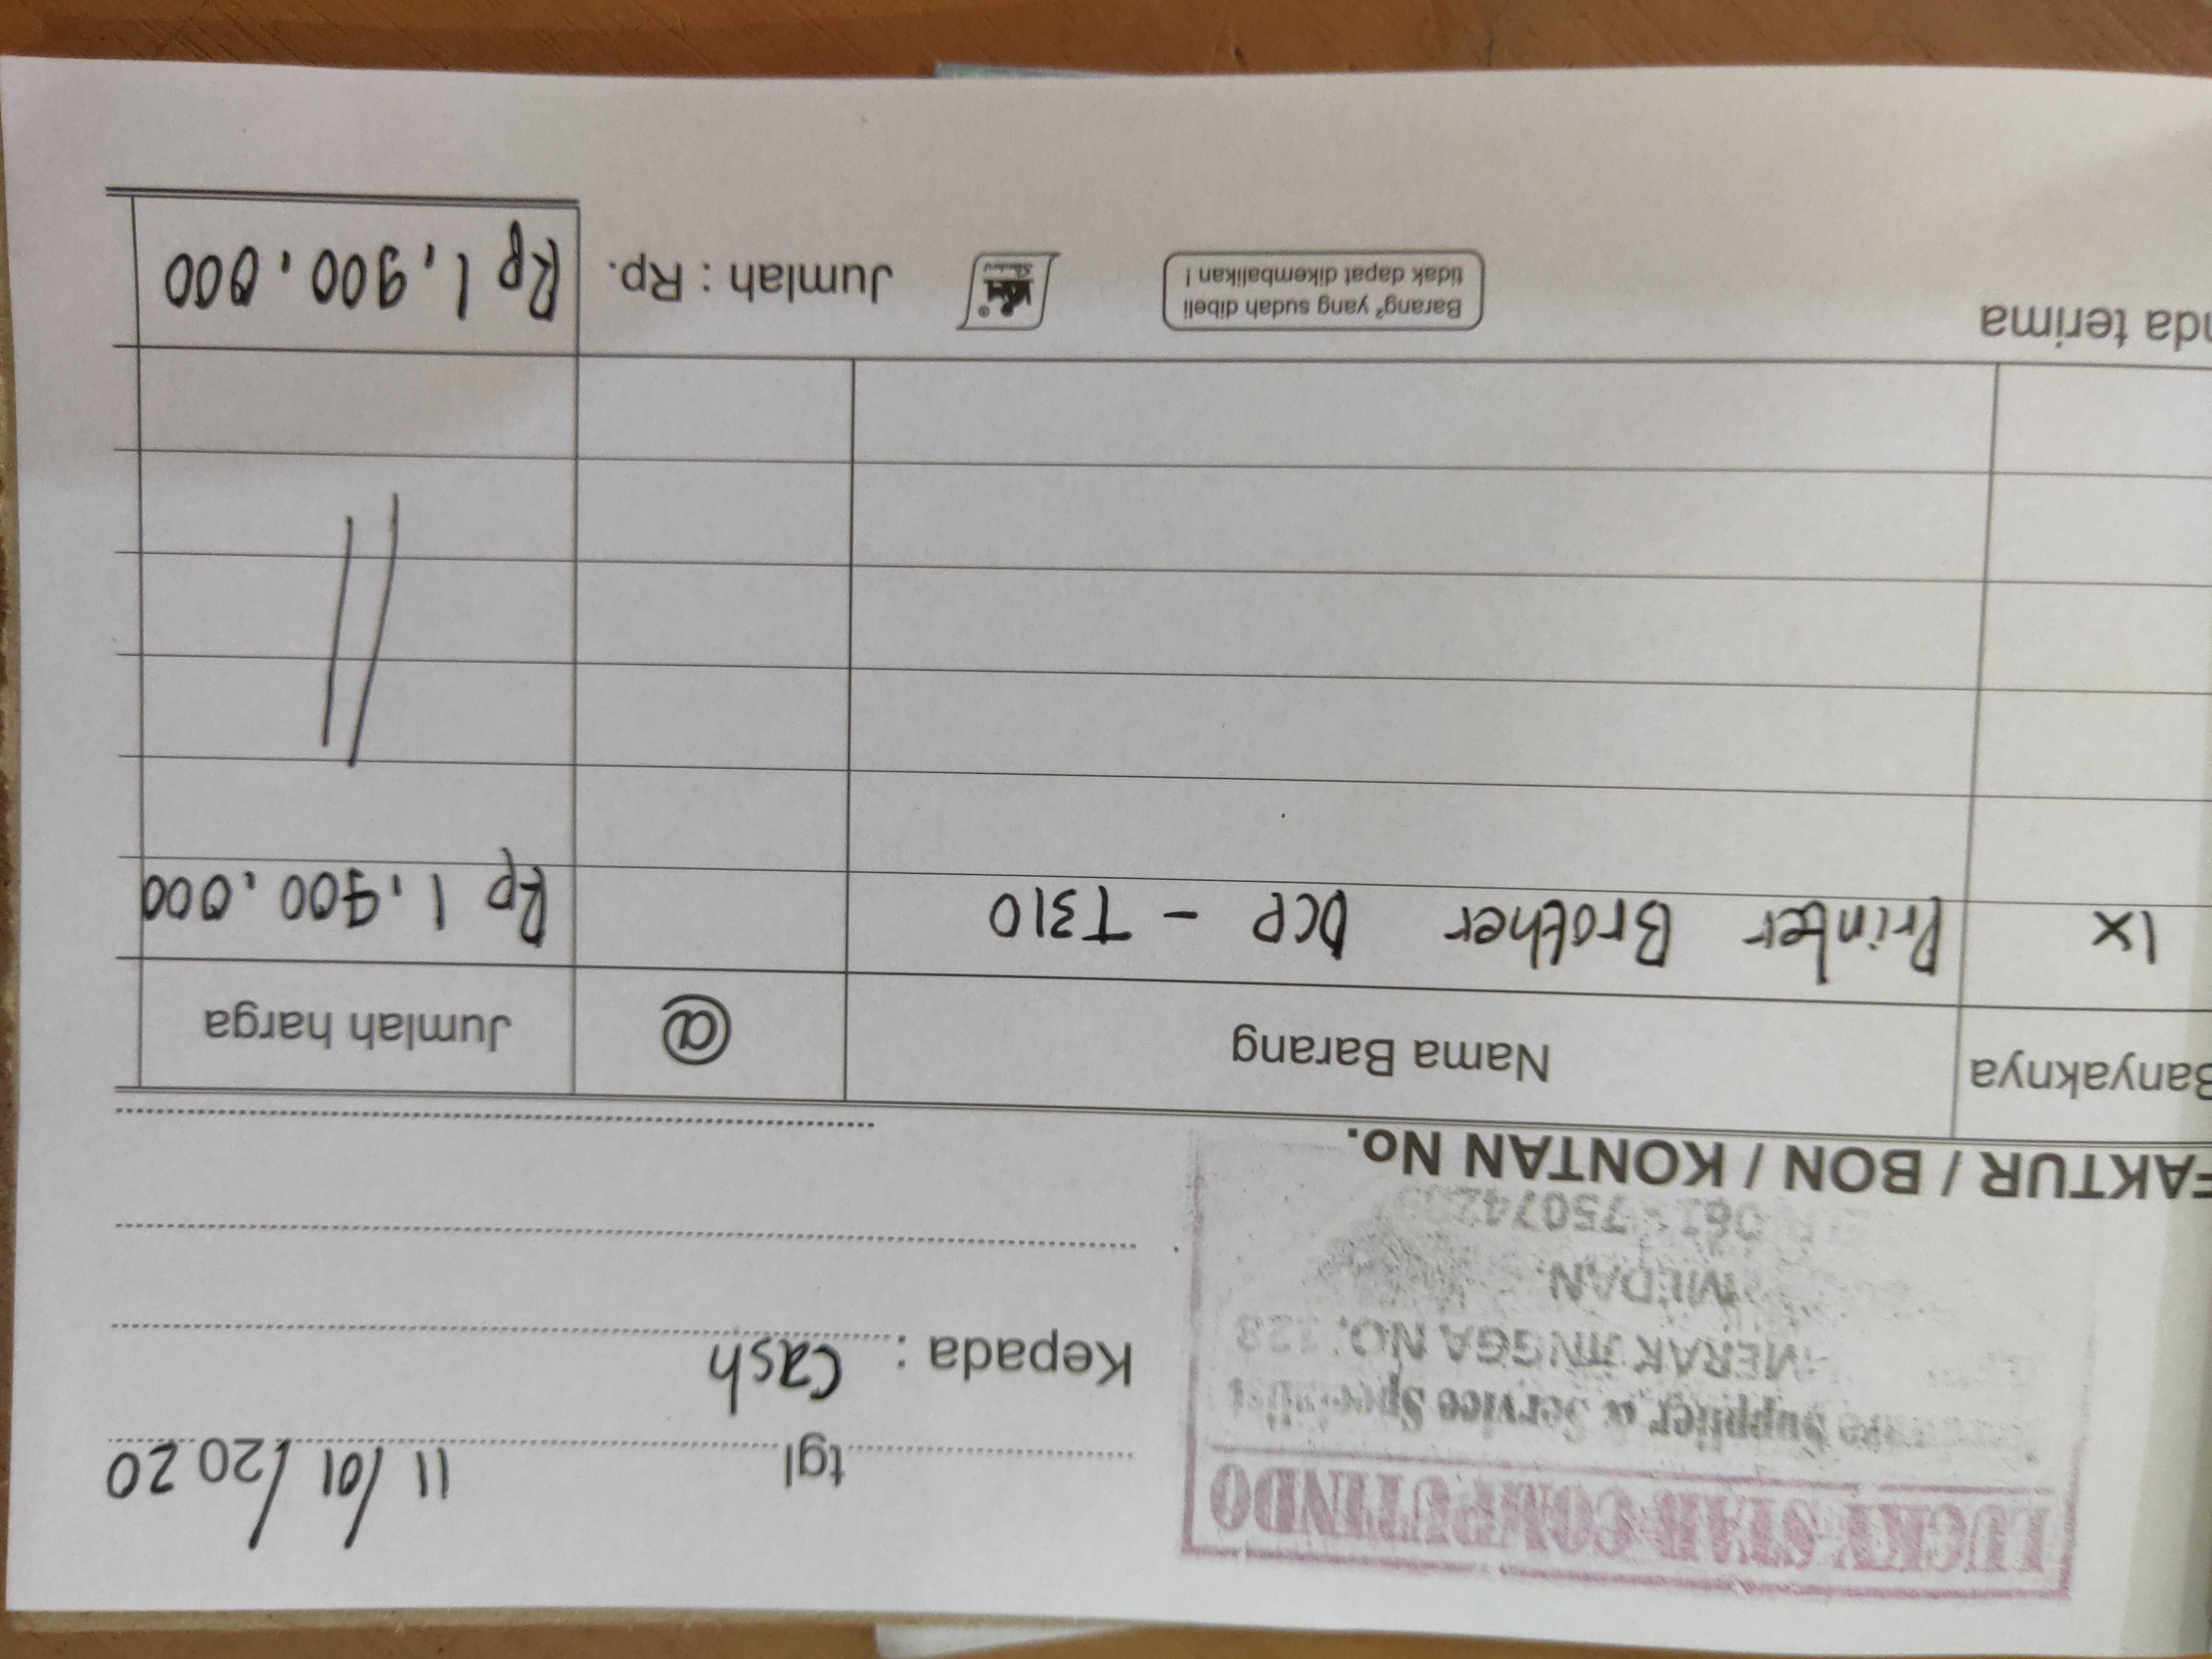 LUCKY STAR COMPUTINDO
Supplier & Service Specialist
MERAK JINGGA NO. 128
MEDAN
tgl 11/01/2020
Kepada : Cash
FAKTUR / BON / KONTAN No.
Banyaknya Nama Barang @ Jumlah harga
1x Printer Brother DCP - T310 Rp 1.900.000
nda terima
Barang² yang sudah dibeli
tidak dapat dikembalikan !
Jumlah : Rp. Rp 1,900.000